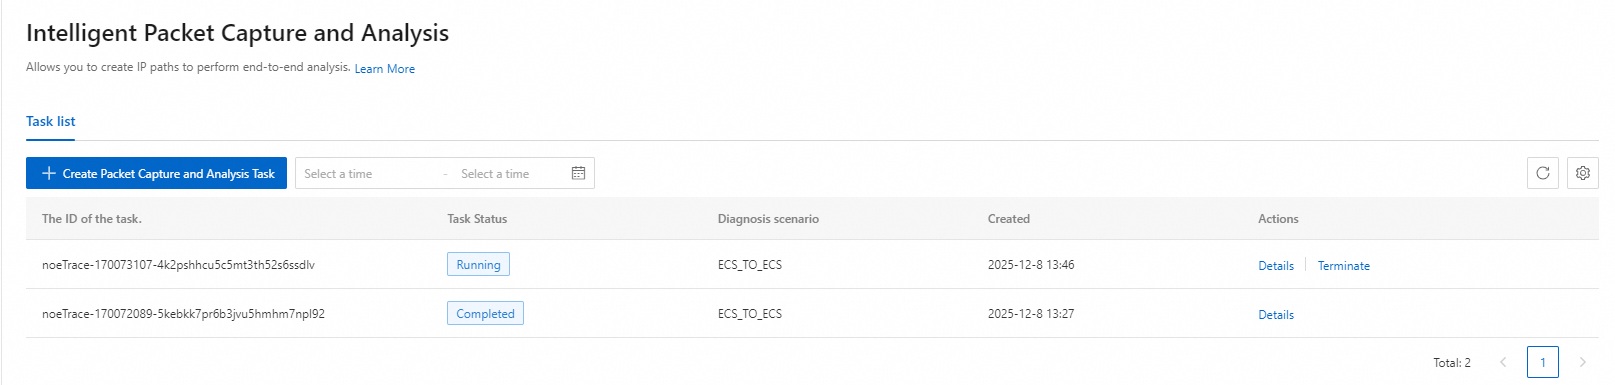 Intelligent Packet Capture and Analysis
Allows you to create IP paths to perform end-to-end analysis. Learn More
Task list
Create Packet Capture and Analysis Task Select a time - Select a time
The ID of the task. Task Status Diagnosis scenario Created Actions
noeTrace-170073107-4k2pshhcu5c5mt3th52s6ssdlv Running ECS_TO_ECS 2025-12-8 13:46 Details Terminate
noeTrace-170072089-5kebkk7pr6b3jvu5hmhm7npl92 Completed ECS_TO_ECS 2025-12-8 13:27 Details
Total: 2 1